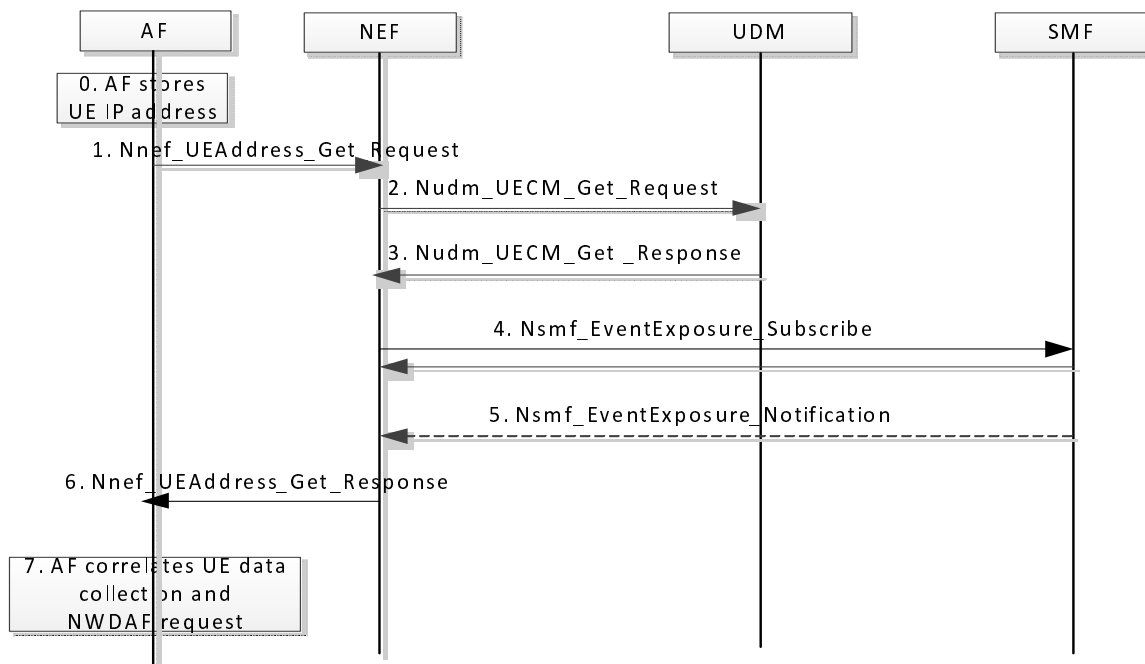 AF
NEF
UDM
SMF
0. AF stores
UE IP address
1. Nnef_UEAddress_Get_Request
2. Nudm_UECM_Get_Request
3. Nudm_UECM_Get _Response
4. Nsmf_EventExposure_Subscribe
5. Nsmf_EventExposure_Notification
6. Nnef_UEAddress_Get_Response
7. AF correlates UE data
collection and
NWDAF request